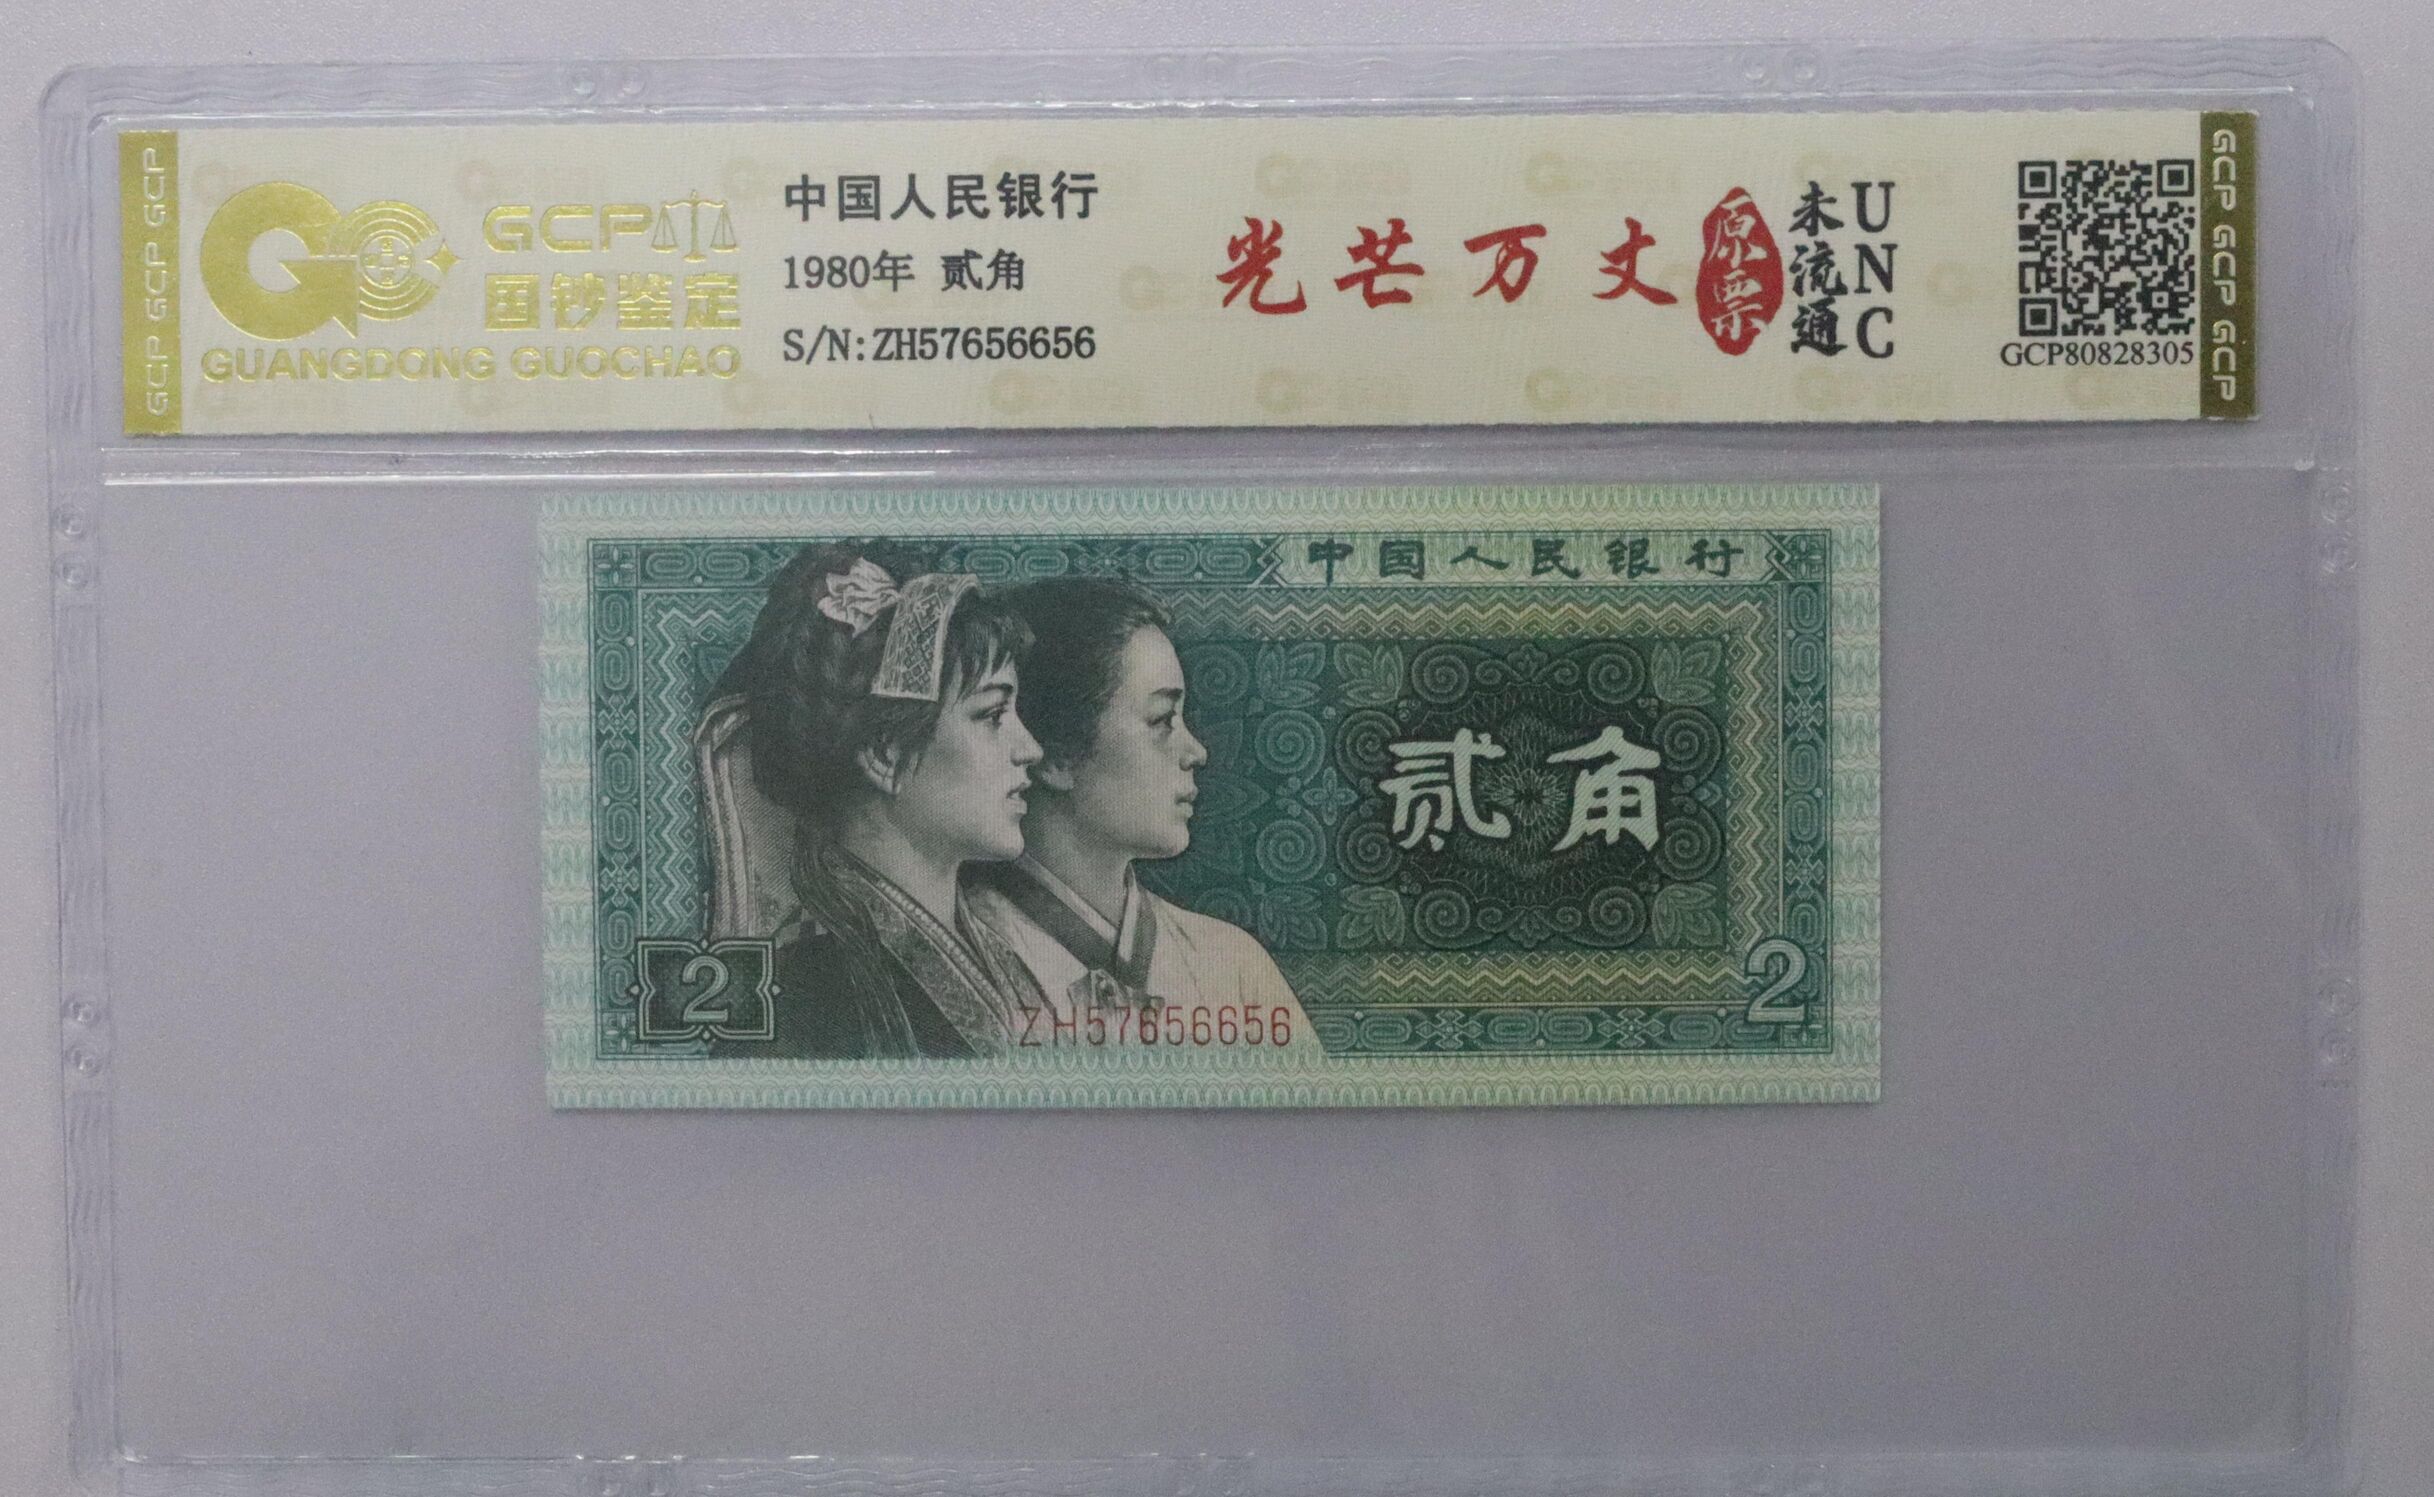 GCP GCP GCP
GCP
国钞鉴定
GUANGDONG GUOCHAO
中国人民银行
1980年 贰角
S/N:ZH57656656
光芒万丈
原票
未流通
UNC
GCP80828305
GCP GCP GCP
中国人民银行
贰角
2
2
ZH57656656